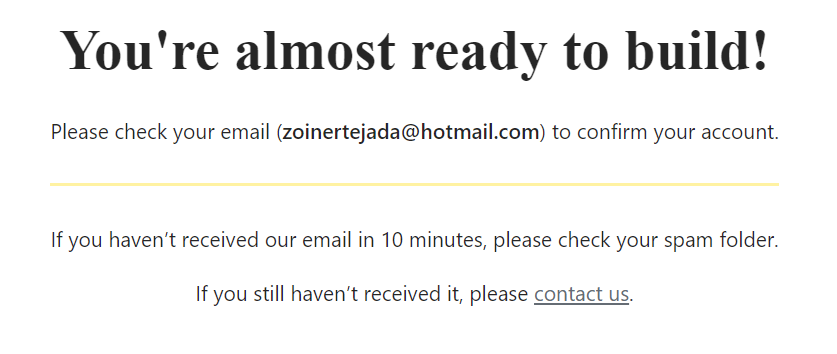 You're almost ready to build!
Please check your email (zoinertejada@hotmail.com) to confirm your account.
If you haven’t received our email in 10 minutes, please check your spam folder.
If you still haven’t received it, please contact us.